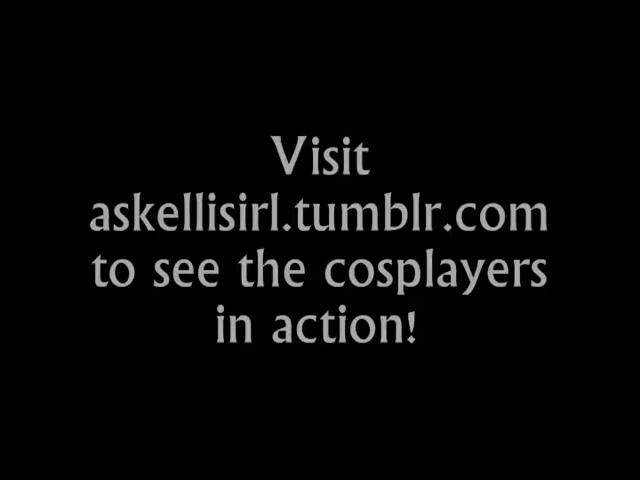 Visit
askellisirl.tumblr.com
to see the cosplayers
in action!